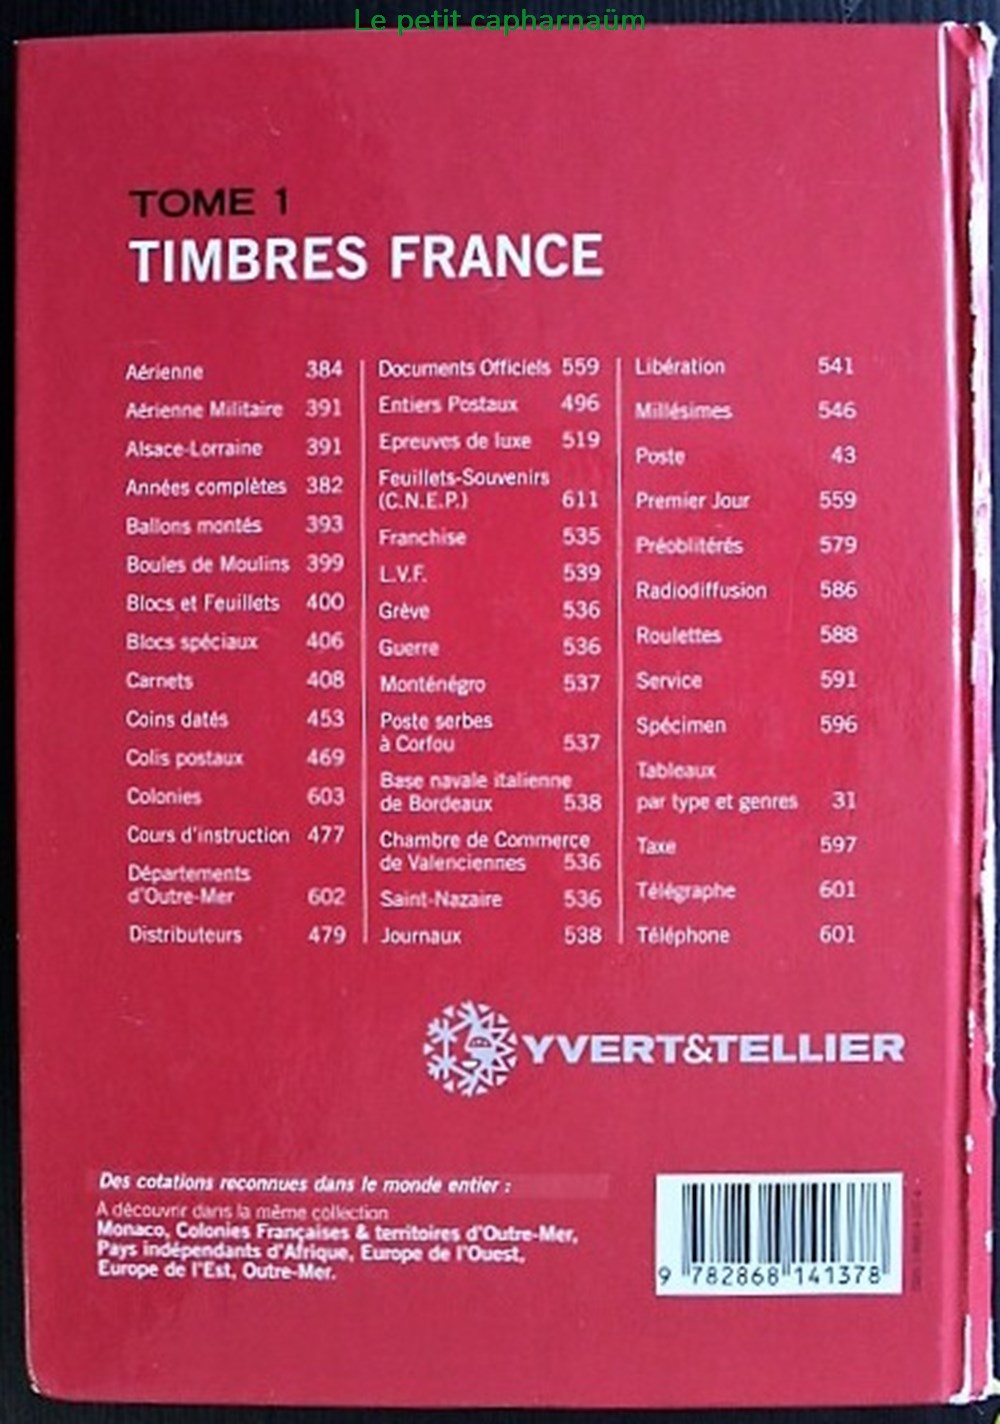 Le petit capharnaüm
TOME 1
TIMBRES FRANCE
Aérienne 384
Aérienne Militaire 391
Alsace-Lorraine 391
Années complètes 382
Ballons montés 393
Boules de Moulins 399
Blocs et Feuillets 400
Blocs spéciaux 406
Carnets 408
Coins datés 453
Colis postaux 469
Colonies 603
Cours d'instruction 477
Départements
d'Outre-Mer 602
Distributeurs 479
Documents Officiels 559
Entiers Postaux 496
Epreuves de luxe 519
Feuillets-Souvenirs
(C.N.E.P.) 611
Franchise 535
L.V.F. 539
Grève 536
Guerre 536
Monténégro 537
Poste serbes
à Corfou 537
Base navale italienne
de Bordeaux 538
Chambre de Commerce
de Valenciennes 536
Saint-Nazaire 536
Journaux 538
Libération 541
Millésimes 546
Poste 43
Premier Jour 559
Préoblitérés 579
Radiodiffusion 586
Roulettes 588
Service 591
Spécimen 596
Tableaux
par type et genres 31
Taxe 597
Télégraphe 601
Téléphone 601
YVERT&TELLIER
Des cotations reconnues dans le monde entier :
A découvrir dans la même collection
Monaco, Colonies Françaises & territoires d'Outre-Mer,
Pays indépendants d'Afrique, Europe de l'Ouest,
Europe de l'Est, Outre-Mer.
9 782868 141378